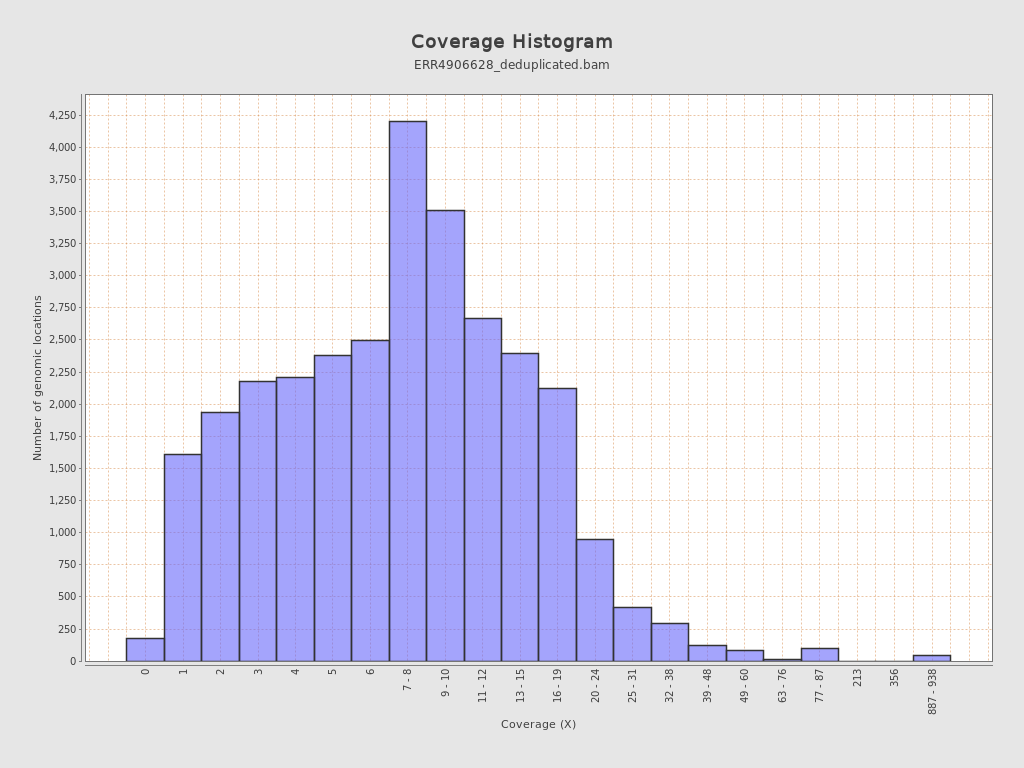 Coverage Histogram
ERR4906628_deduplicated.bam
Number of genomic locations
4,250
4,000
3,750
3,500
3,250
3,000
2,750
2,500
2,250
2,000
1,750
1,500
1,250
1,000
750
500
250
0
0
1
2
3
4
5
6
7 - 8
9 - 10
11 - 12
13 - 15
16 - 19
20 - 24
25 - 31
32 - 38
39 - 48
49 - 60
63 - 76
77 - 87
213
356
887 - 938
Coverage (X)